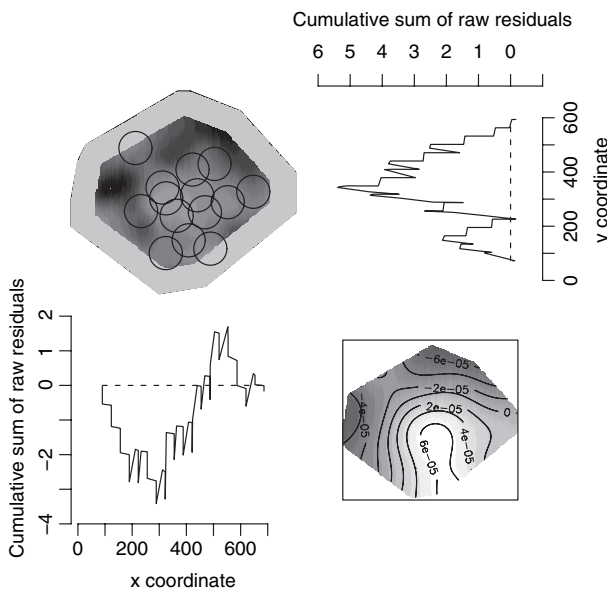 Cumulative sum of raw residuals
6 5 4 3 2 1 0
0 200 400 600
y coordinate
Cumulative sum of raw residuals
−4 −2 0 1 2
0 200 400 600
x coordinate
−6e−05
−4e−05
−2e−05
0
2e−05
4e−05
6e−05